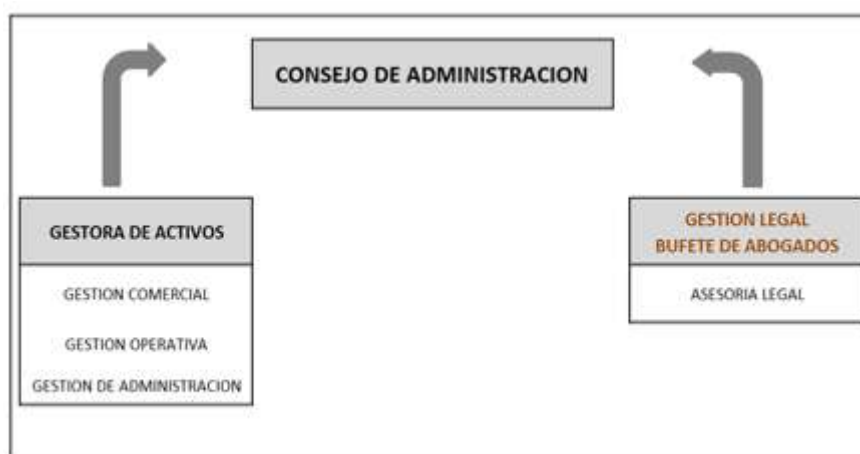 CONSEJO DE ADMINISTRACION
GESTORA DE ACTIVOS
GESTION COMERCIAL
GESTION OPERATIVA
GESTION DE ADMINISTRACION
GESTION LEGAL
BUFETE DE ABOGADOS
ASESORIA LEGAL